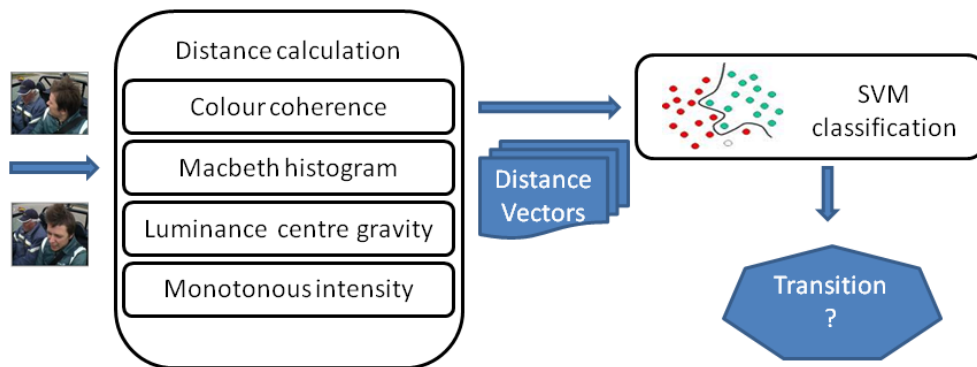 Distance calculation
Colour coherence
Macbeth histogram
Luminance centre gravity
Monotonous intensity
Distance
Vectors
SVM
classification
Transition
?